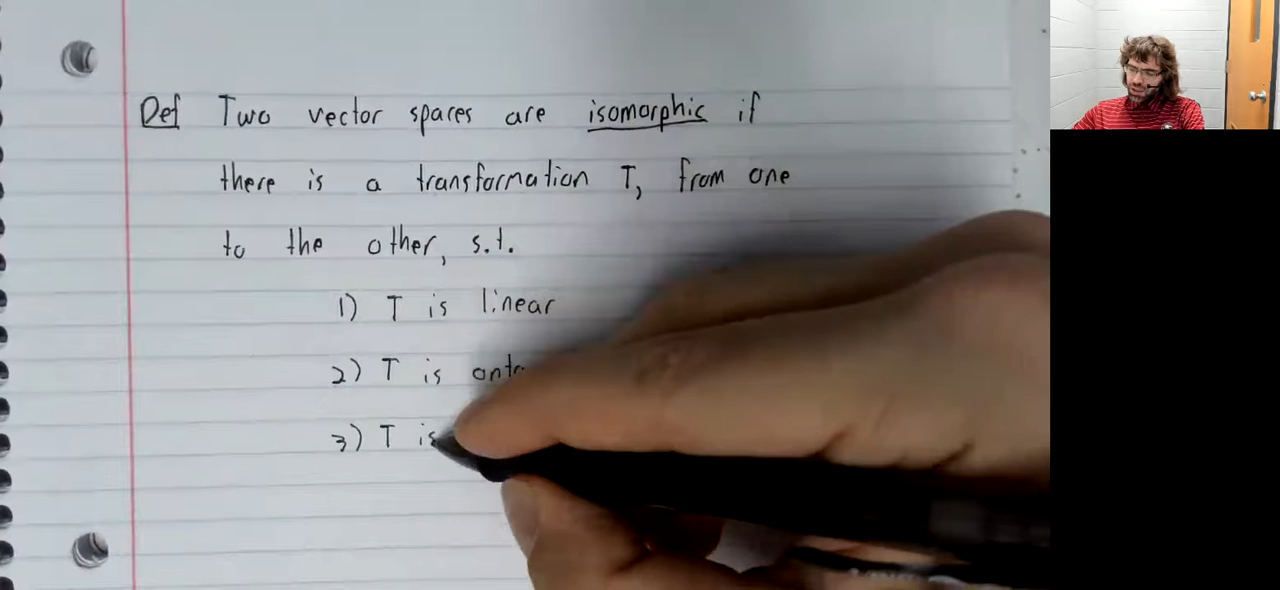 Def Two vector spaces are isomorphic if
there is a transformation T, from one
to the other, s.t.
1) T is linear
2) T is onto
3) T is